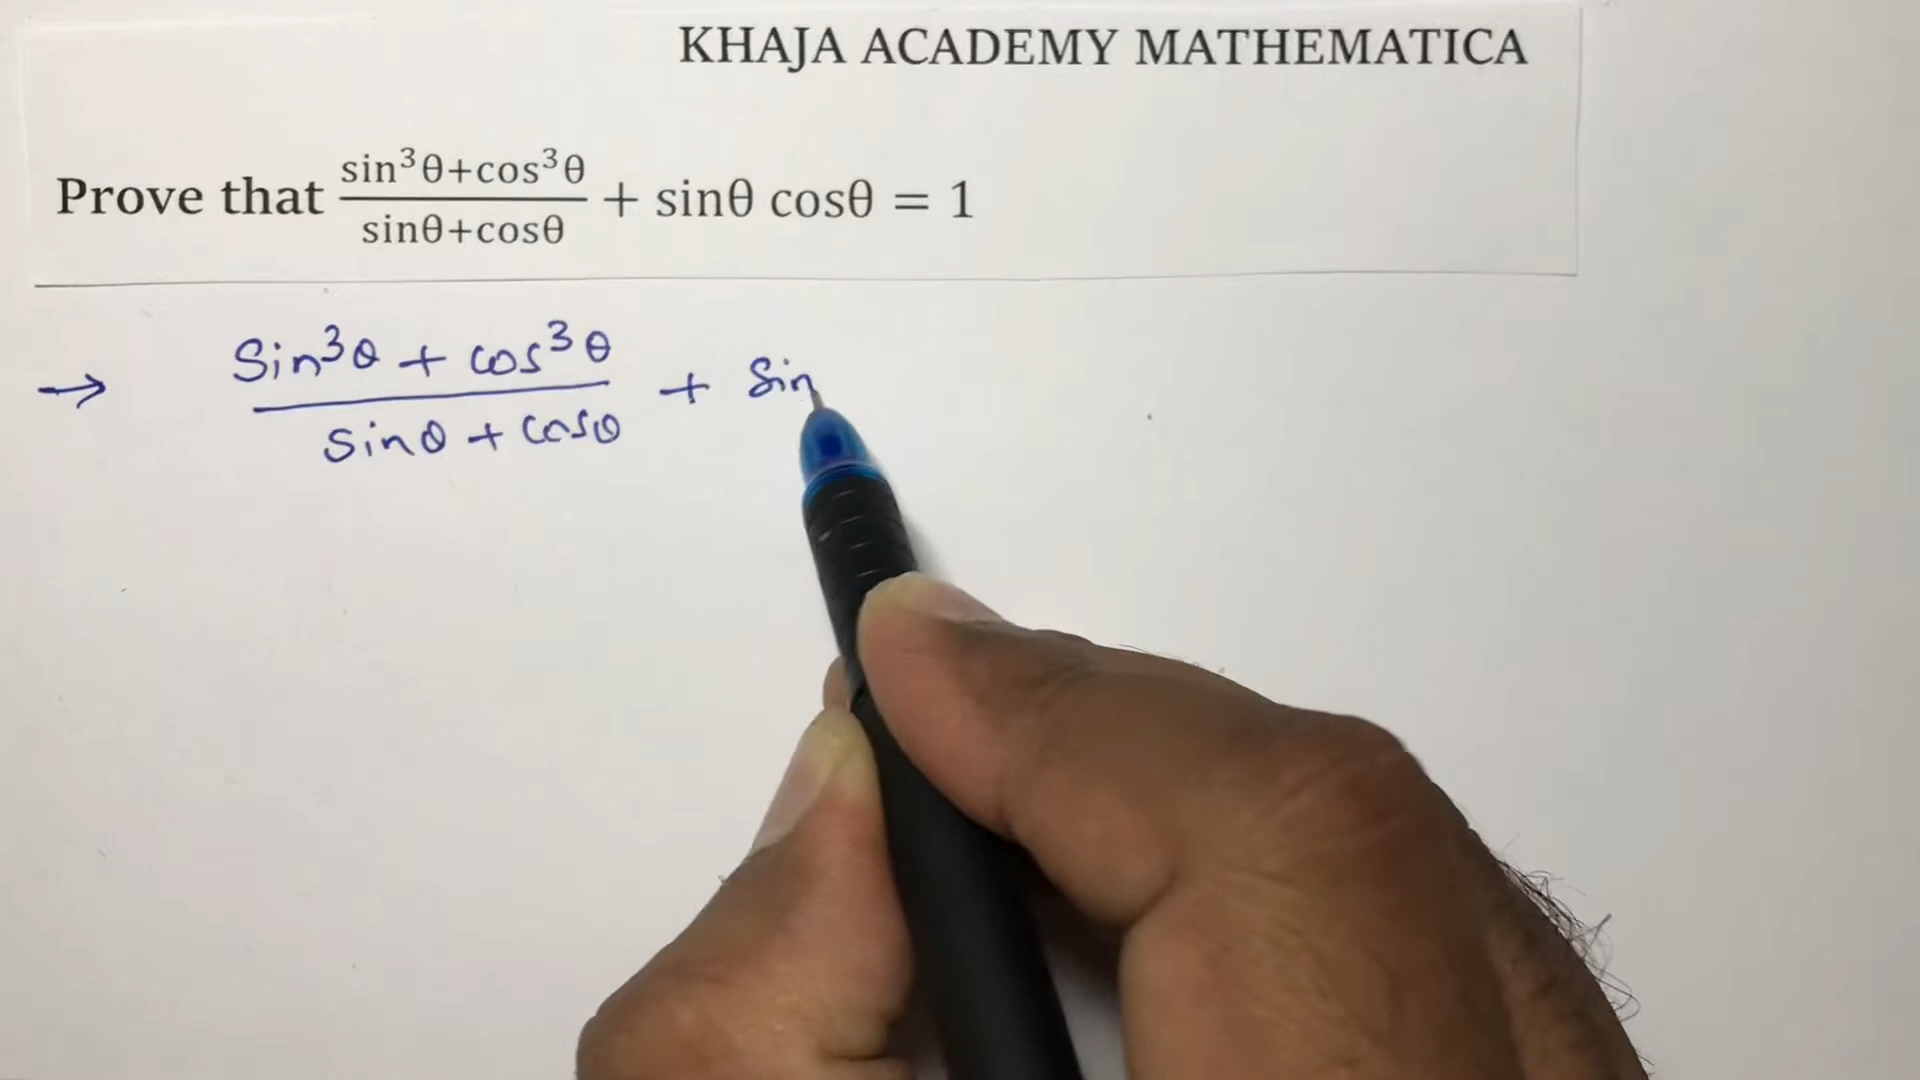 KHAJA ACADEMY MATHEMATICA
Prove that (sin³θ+cos³θ)/(sinθ+cosθ) + sinθ cosθ = 1
→ (Sin³θ + cos³θ)/(sinθ + cosθ) + Sin